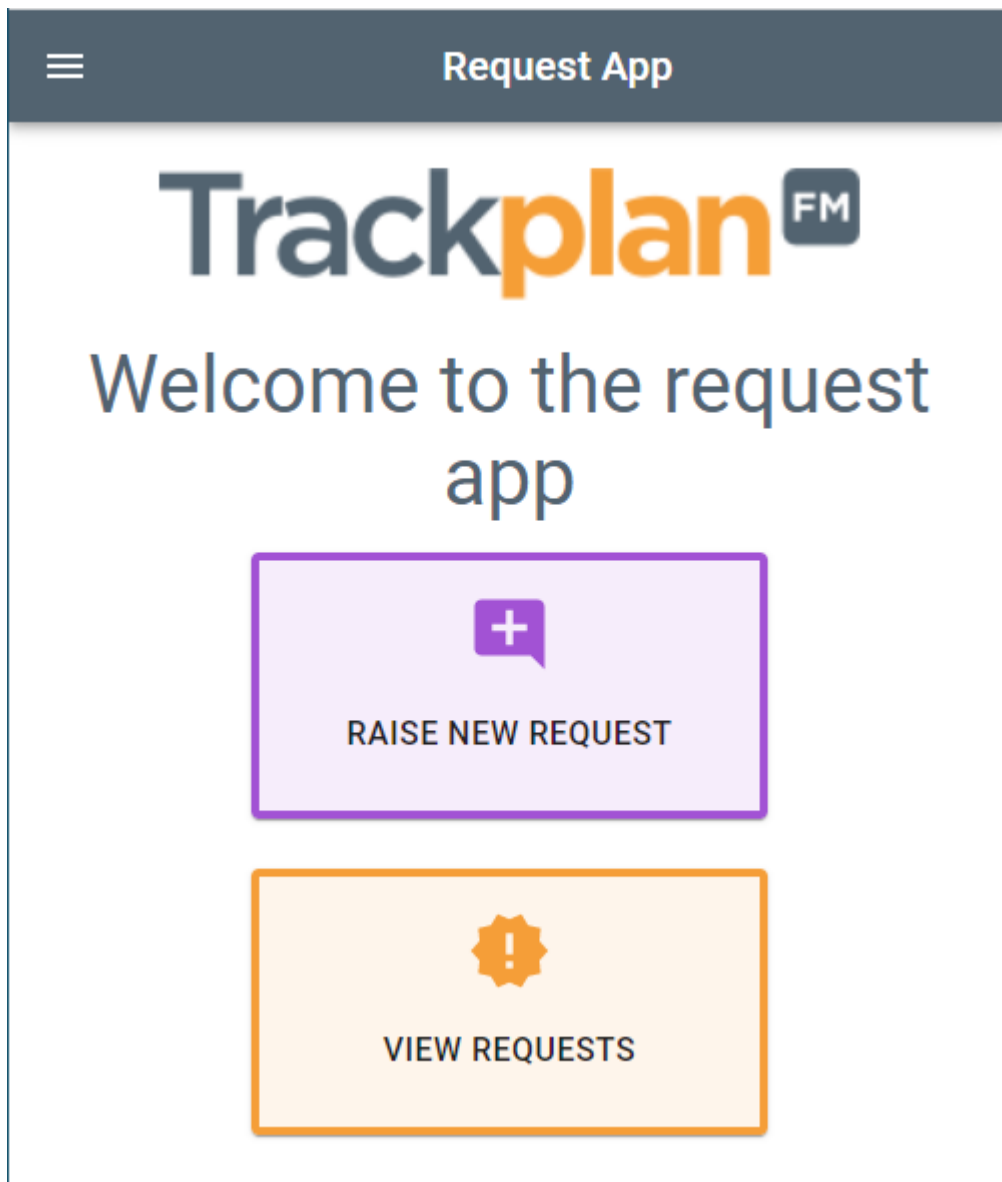 Request App
Trackplan FM
Welcome to the request
app
RAISE NEW REQUEST
VIEW REQUESTS